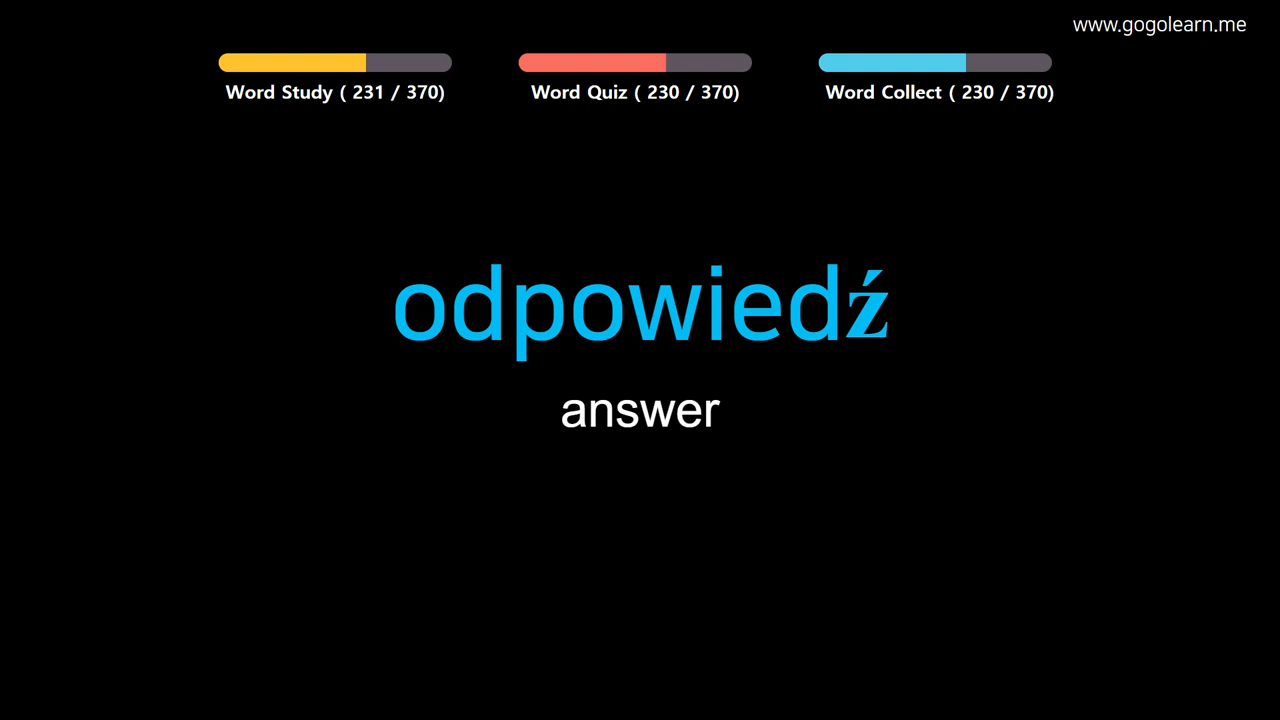 www.gogolearn.me
Word Study ( 231 / 370)
Word Quiz ( 230 / 370)
Word Collect ( 230 / 370)
odpowiedź
answer